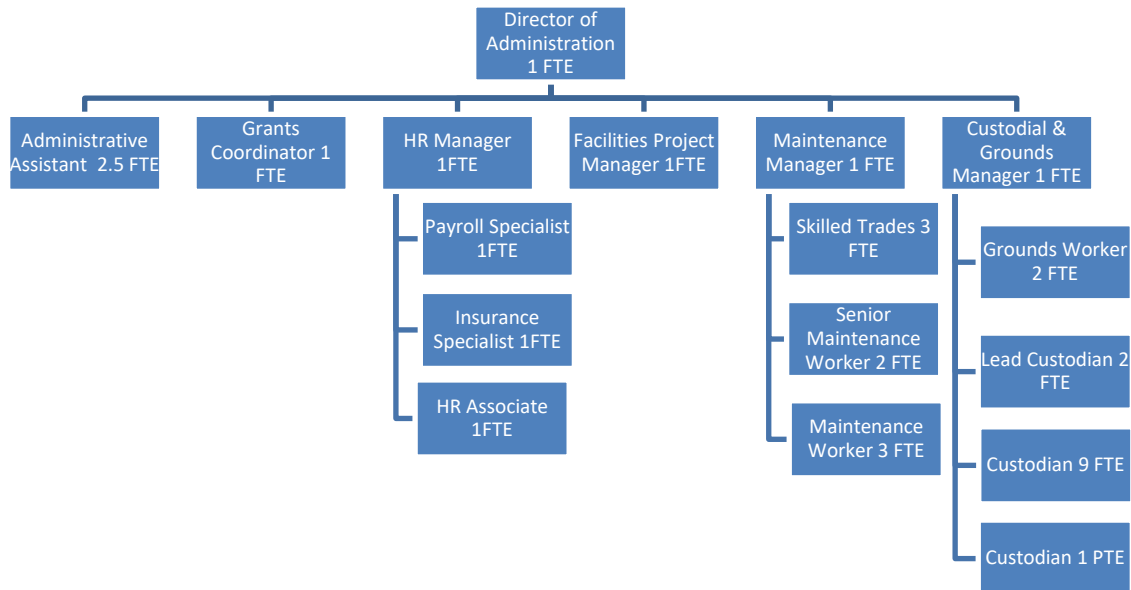 Director of
Administration
1 FTE
Administrative
Assistant 2.5 FTE
Grants
Coordinator 1
FTE
HR Manager
1FTE
Facilities Project
Manager 1FTE
Maintenance
Manager 1 FTE
Custodial &
Grounds
Manager 1 FTE
Payroll Specialist
1FTE
Insurance
Specialist 1FTE
HR Associate
1FTE
Skilled Trades 3
FTE
Senior
Maintenance
Worker 2 FTE
Maintenance
Worker 3 FTE
Grounds Worker
2 FTE
Lead Custodian 2
FTE
Custodian 9 FTE
Custodian 1 PTE